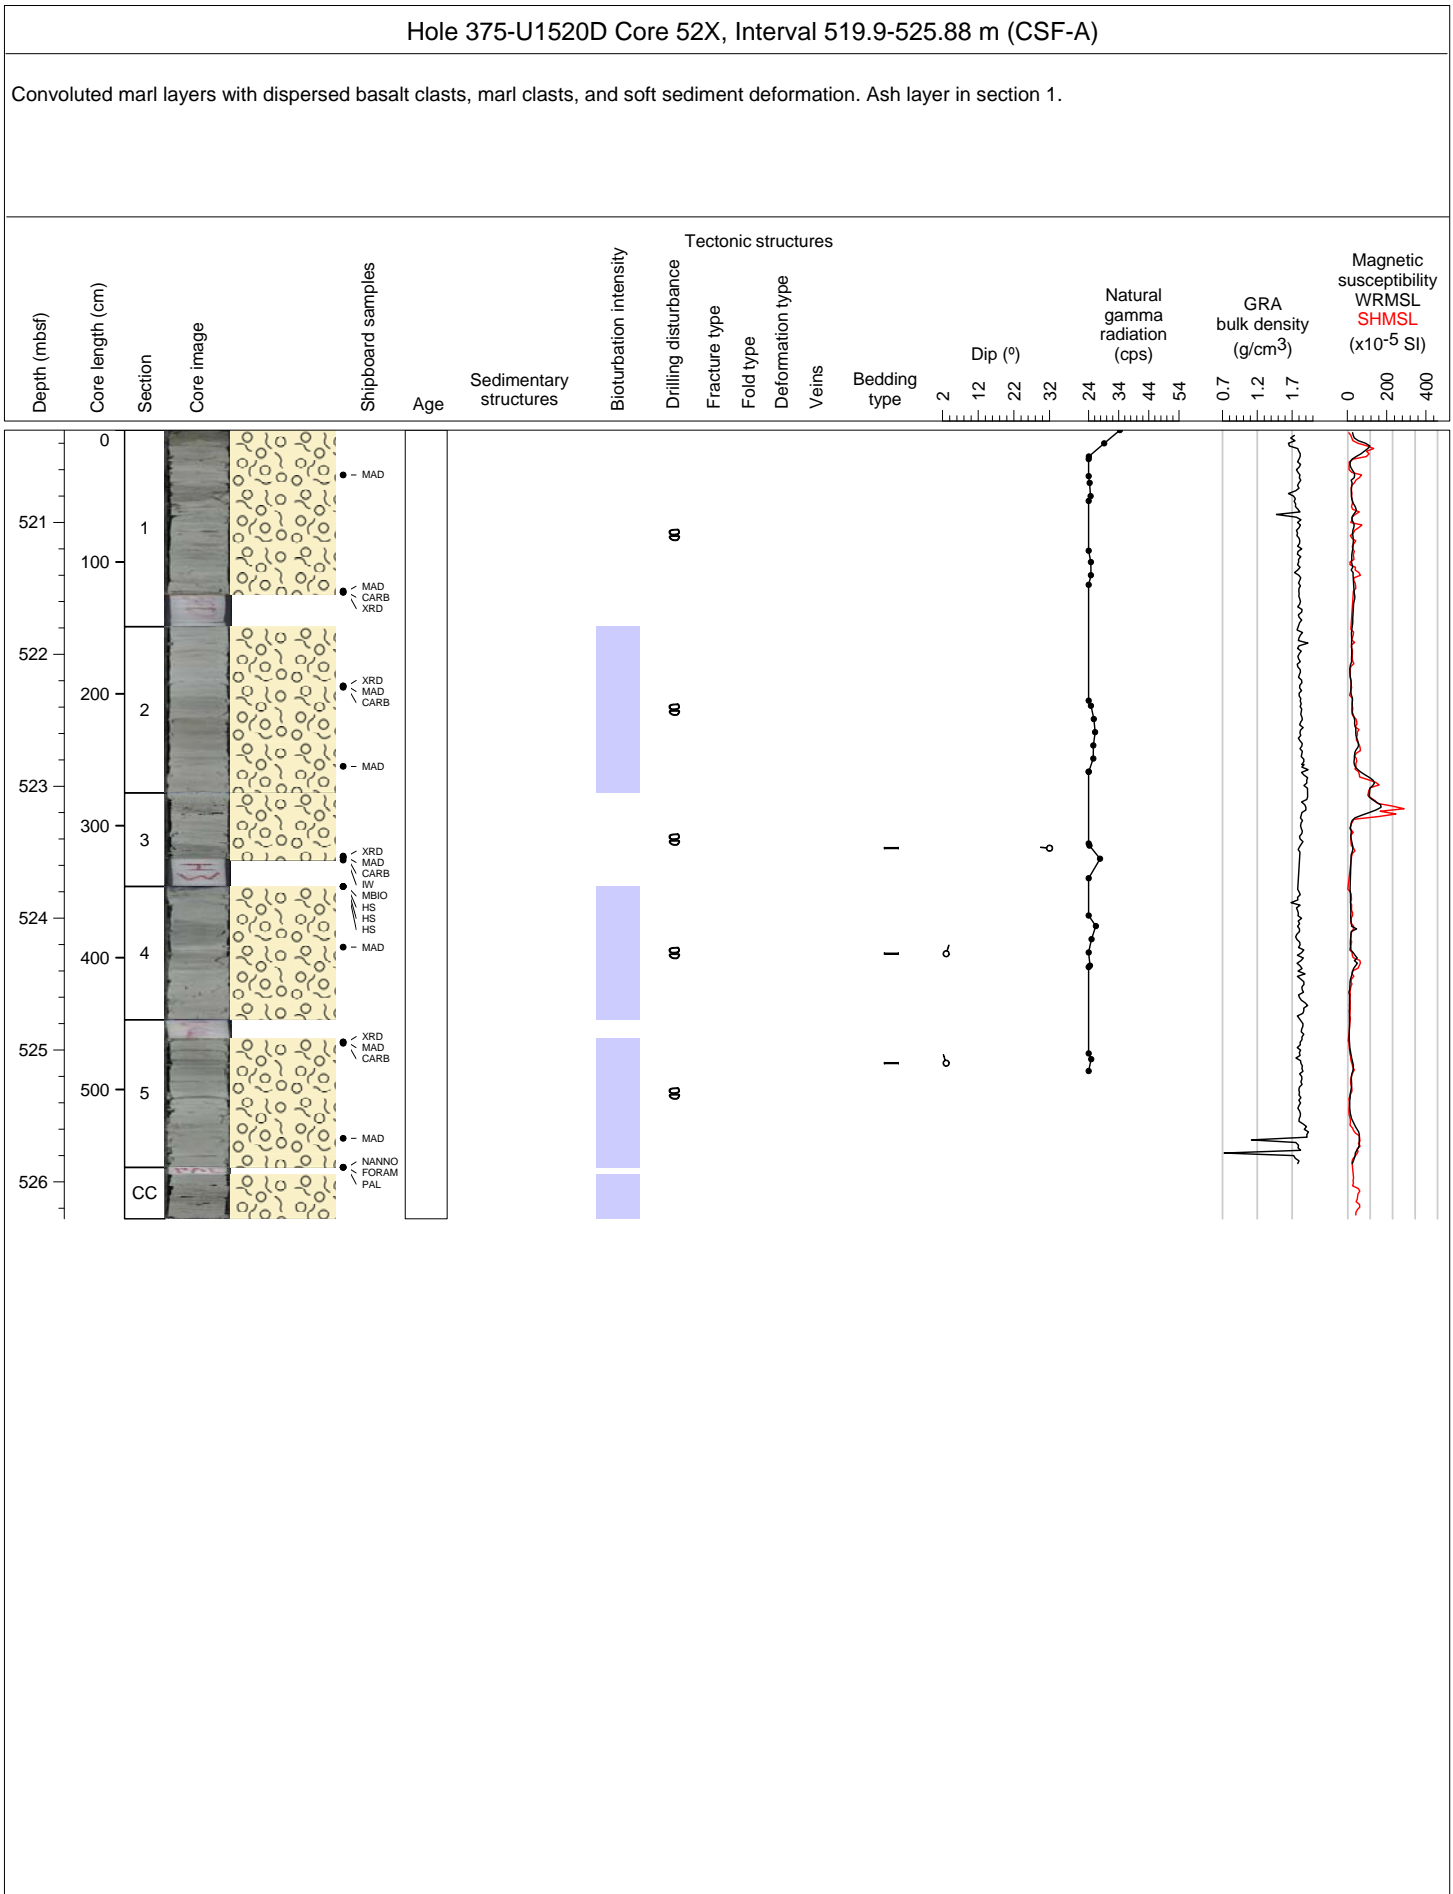 Hole 375-U1520D Core 52X, Interval 519.9-525.88 m (CSF-A)
Convoluted marl layers with dispersed basalt clasts, marl clasts, and soft sediment deformation. Ash layer in section 1.
Depth (mbsf)
Core length (cm)
Section
Core image
Shipboard samples
Age
Sedimentary
structures
Bioturbation intensity
Drilling disturbance
Tectonic structures
Fracture type
Fold type
Deformation type
Veins
Bedding
type
Dip (º)
2 12 22 32
Natural
gamma
radiation
(cps)
24 34 44 54
GRA
bulk density
(g/cm3)
0.7 1.2 1.7
Magnetic
susceptibility
WRMSL
SHMSL
(x10-5 SI)
0 200 400
521
522
523
524
525
526
0
100
200
300
400
500
1
2
3
4
5
CC
MAD
MAD
CARB
XRD
XRD
MAD
CARB
MAD
XRD
MAD
CARB
IW
MBIO
HS
HS
HS
MAD
XRD
MAD
CARB
MAD
NANNO
FORAM
PAL